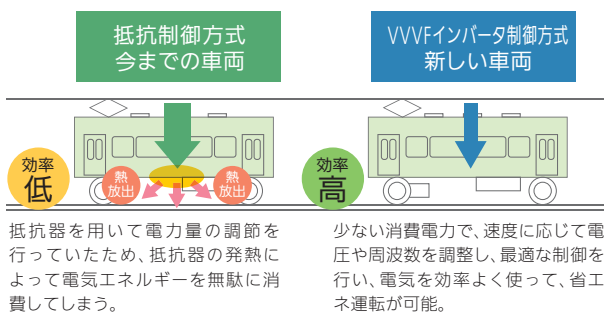 抵抗制御方式
今までの車両
VVVFインバータ制御方式
新しい車両
効率
低
熱
放出
熱
放出
効率
高
抵抗器を用いて電力量の調節を
行っていたため、抵抗器の発熱に
よって電気エネルギーを無駄に消
費してしまう。
少ない消費電力で、速度に応じて電
圧や周波数を調整し、最適な制御を
行い、電気を効率よく使って、省エ
ネ運転が可能。